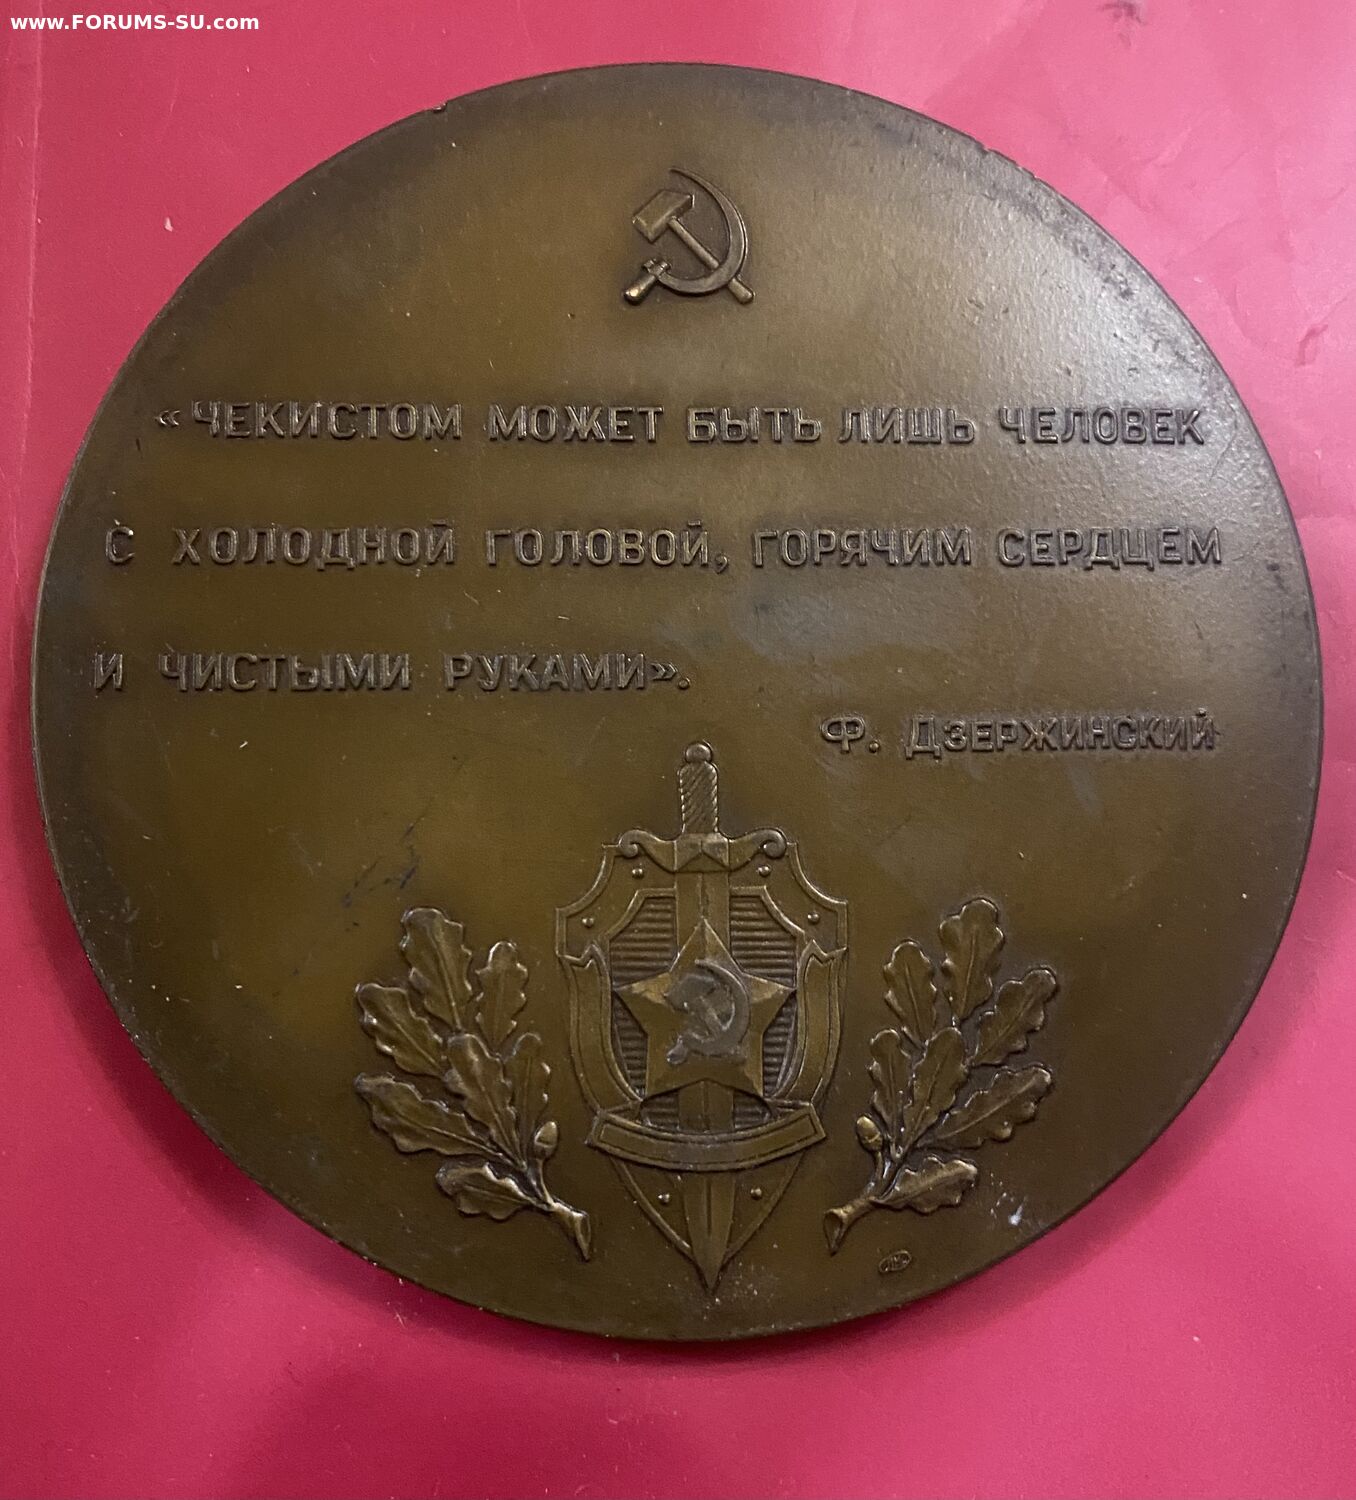 www.FORUMS-SU.com
«ЧЕКИСТОМ МОЖЕТ БЫТЬ ЛИШЬ ЧЕЛОВЕК
С ХОЛОДНОЙ ГОЛОВОЙ, ГОРЯЧИМ СЕРДЦЕМ
И ЧИСТЫМИ РУКАМИ».
Ф. ДЗЕРЖИНСКИЙ